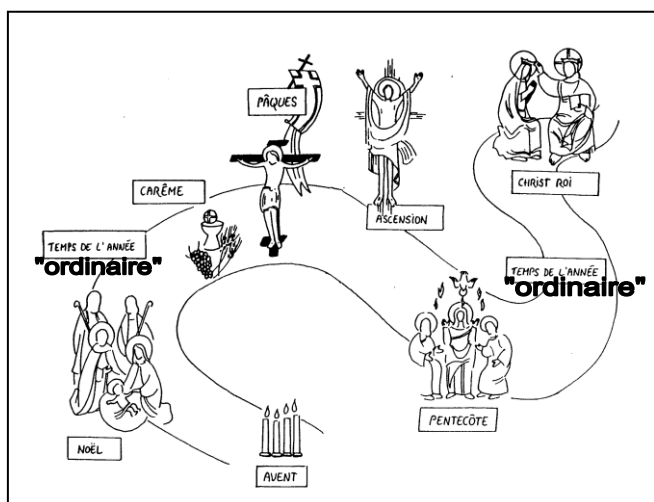 PÂQUES
CHRIST ROI
CARÊME
ASCENSION
TEMPS DE L'ANNÉE
"ordinaire"
TEMPS DE L'ANNÉE
"ordinaire"
PENTECÔTE
NOËL
AVENT